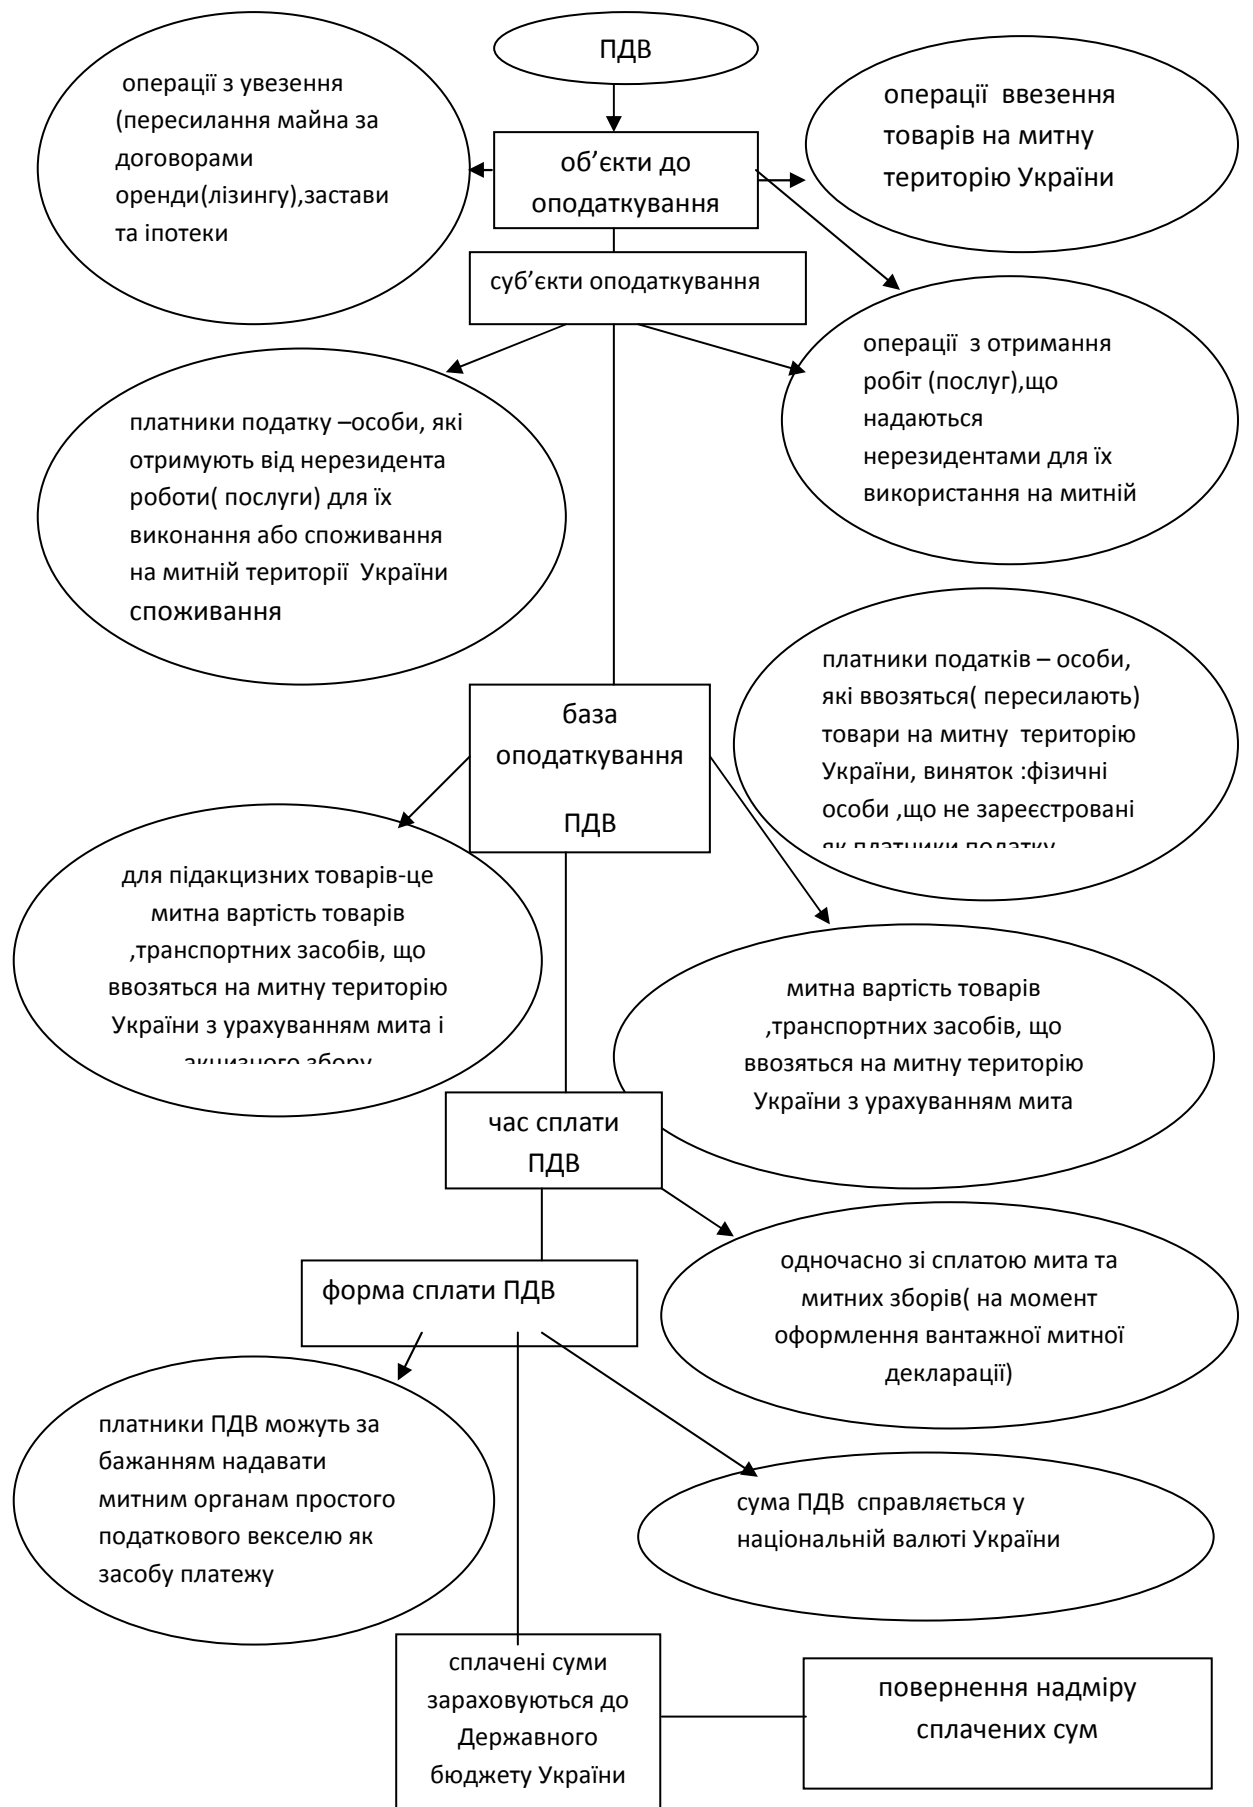 ПДВ
операції з увезення
(пересилання майна за
договорами
оренди(лізингу),застави
та іпотеки
операції ввезення
товарів на митну
територію України
об’єкти до
оподаткування
суб’єкти оподаткування
операції з отримання
робіт (послуг),що
надаються
нерезидентами для їх
використання на митній
платники податку –особи, які
отримують від нерезидента
роботи( послуги) для їх
виконання або споживання
на митній території України
споживання
платники податків – особи,
які ввозяться( пересилають)
товари на митну територію
України, виняток :фізичні
особи ,що не зареєстровані
як платники податку
база
оподаткування
ПДВ
для підакцизних товарів-це
митна вартість товарів
,транспортних засобів, що
ввозяться на митну територію
України з урахуванням мита і
акцизного збору
митна вартість товарів
,транспортних засобів, що
ввозяться на митну територію
України з урахуванням мита
час сплати
ПДВ
одночасно зі сплатою мита та
митних зборів( на момент
оформлення вантажної митної
декларації)
форма сплати ПДВ
платники ПДВ можуть за
бажанням надавати
митним органам простого
податкового векселю як
засобу платежу
сума ПДВ справляється у
національній валюті України
сплачені суми
зараховуються до
Державного
бюджету України
повернення надміру
сплачених сум